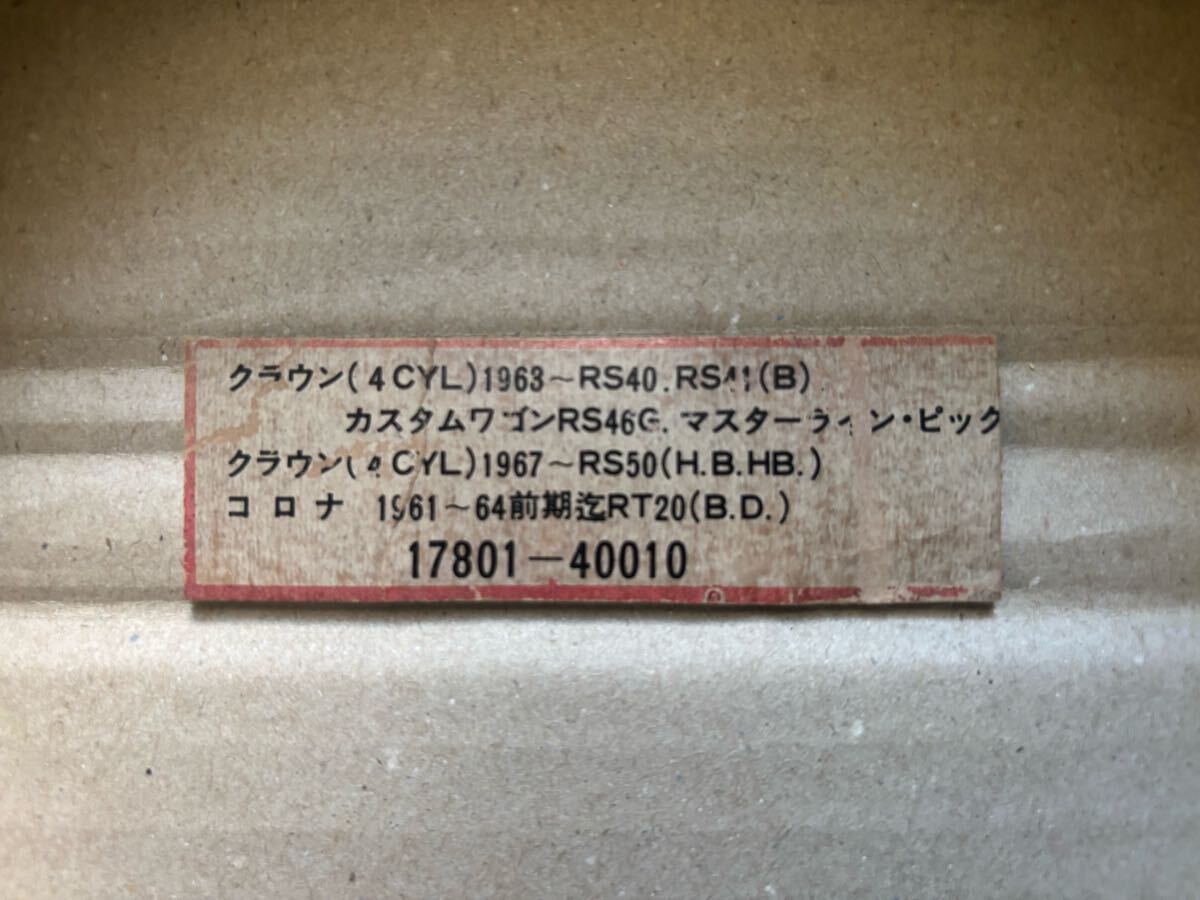 クラウン(4CYL)1963～RS40.RS41(B)
カスタムワゴンRS46G.マスターライン・ピック
クラウン(4CYL)1967～RS50(H.B.HB.)
コロナ 1961～64前期迄RT20(B.D.)
17801－40010